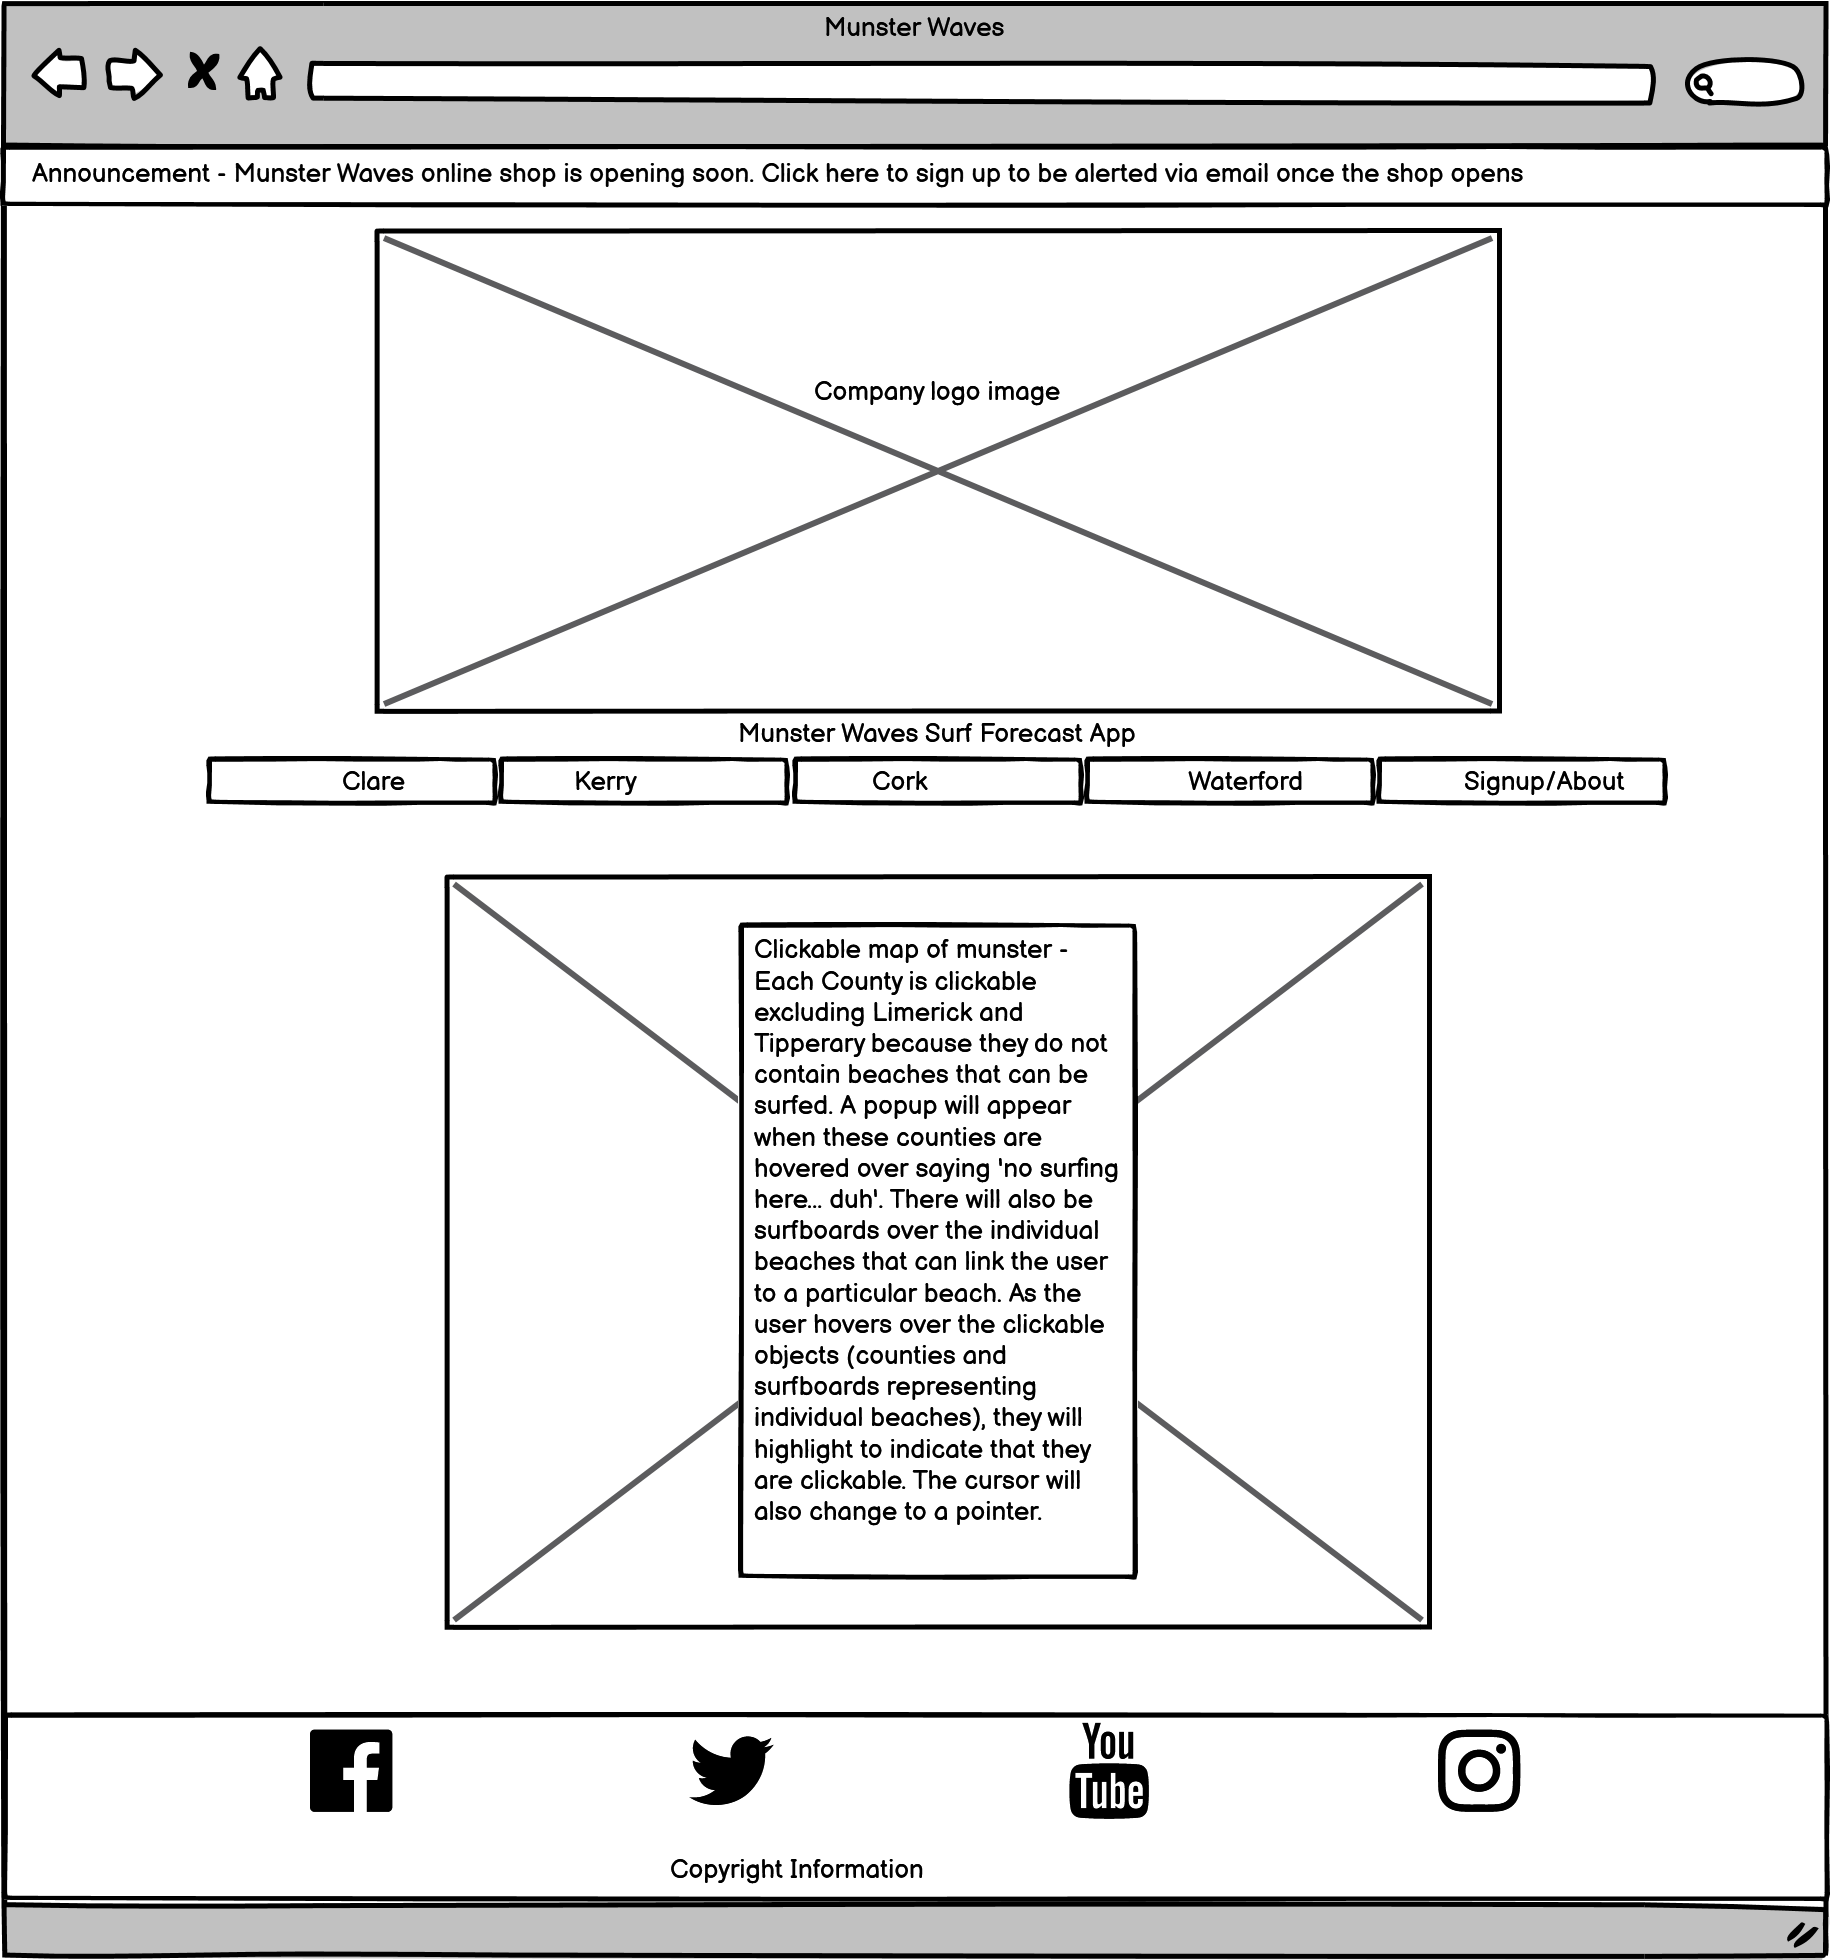 Munster Waves
Announcement - Munster Waves online shop is opening soon. Click here to sign up to be alerted via email once the shop opens
Company logo image
Munster Waves Surf Forecast App
Clare
Kerry
Cork
Waterford
Signup/About
Clickable map of munster -
Each County is clickable
excluding Limerick and
Tipperary because they do not
contain beaches that can be
surfed. A popup will appear
when these counties are
hovered over saying 'no surfing
here... duh'. There will also be
surfboards over the individual
beaches that can link the user
to a particular beach. As the
user hovers over the clickable
objects (counties and
surfboards representing
individual beaches), they will
highlight to indicate that they
are clickable. The cursor will
also change to a pointer.
You
Tube
Copyright Information